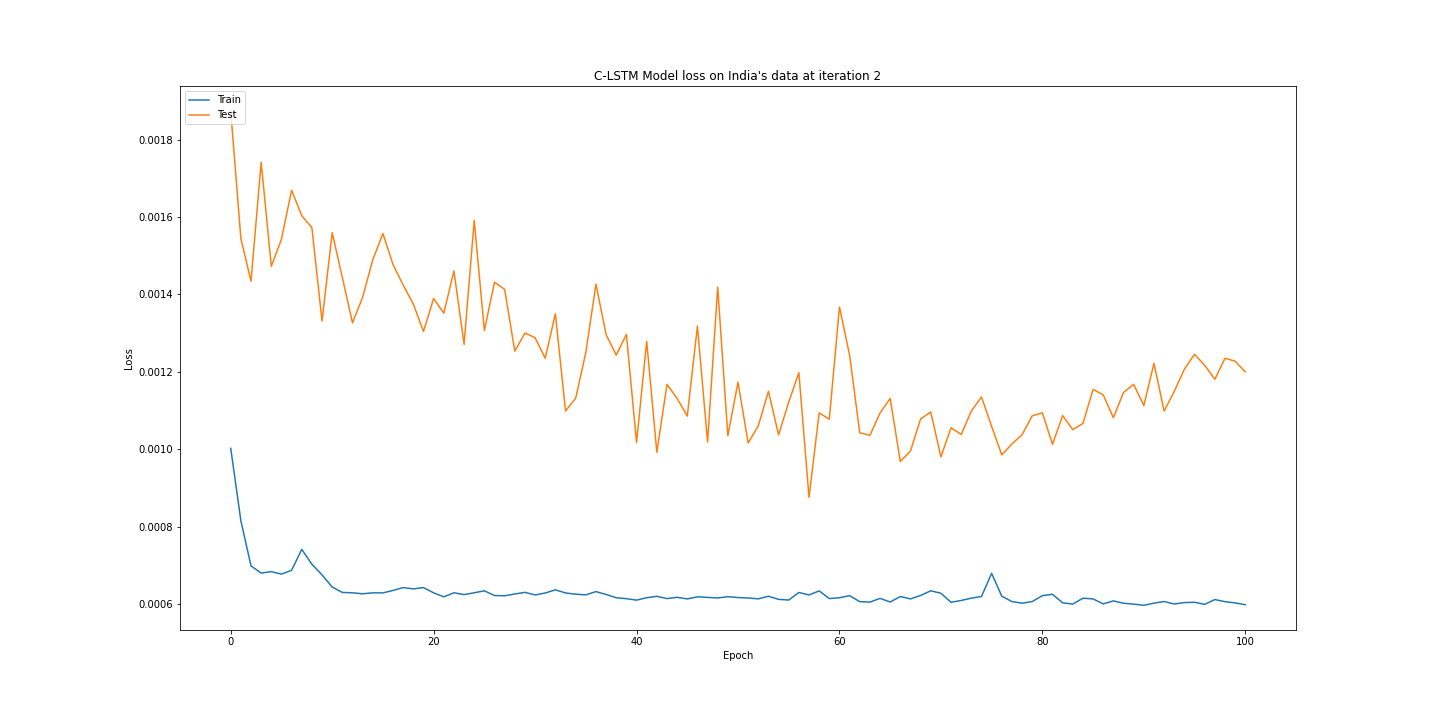 C-LSTM Model loss on India's data at iteration 2
Train
Test
0.0018
0.0016
0.0014
0.0012
0.0010
0.0008
0.0006
Loss
0 20 40 60 80 100
Epoch